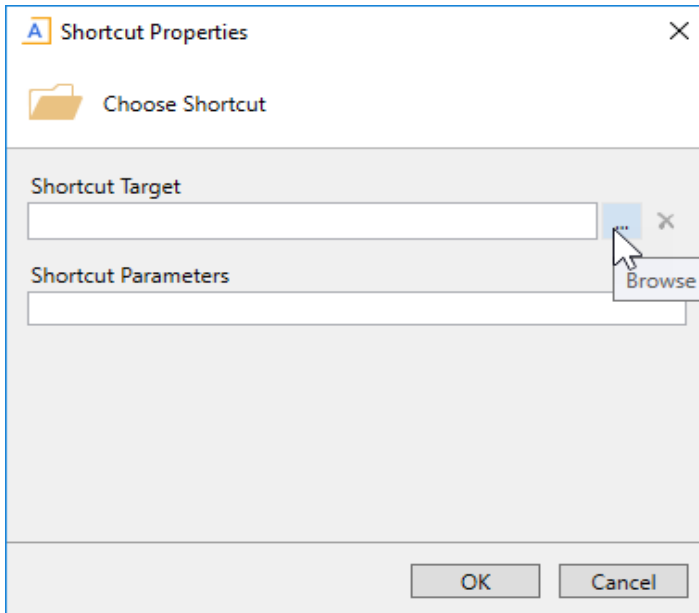 A Shortcut Properties
Choose Shortcut
Shortcut Target
...
Browse
Shortcut Parameters
OK Cancel